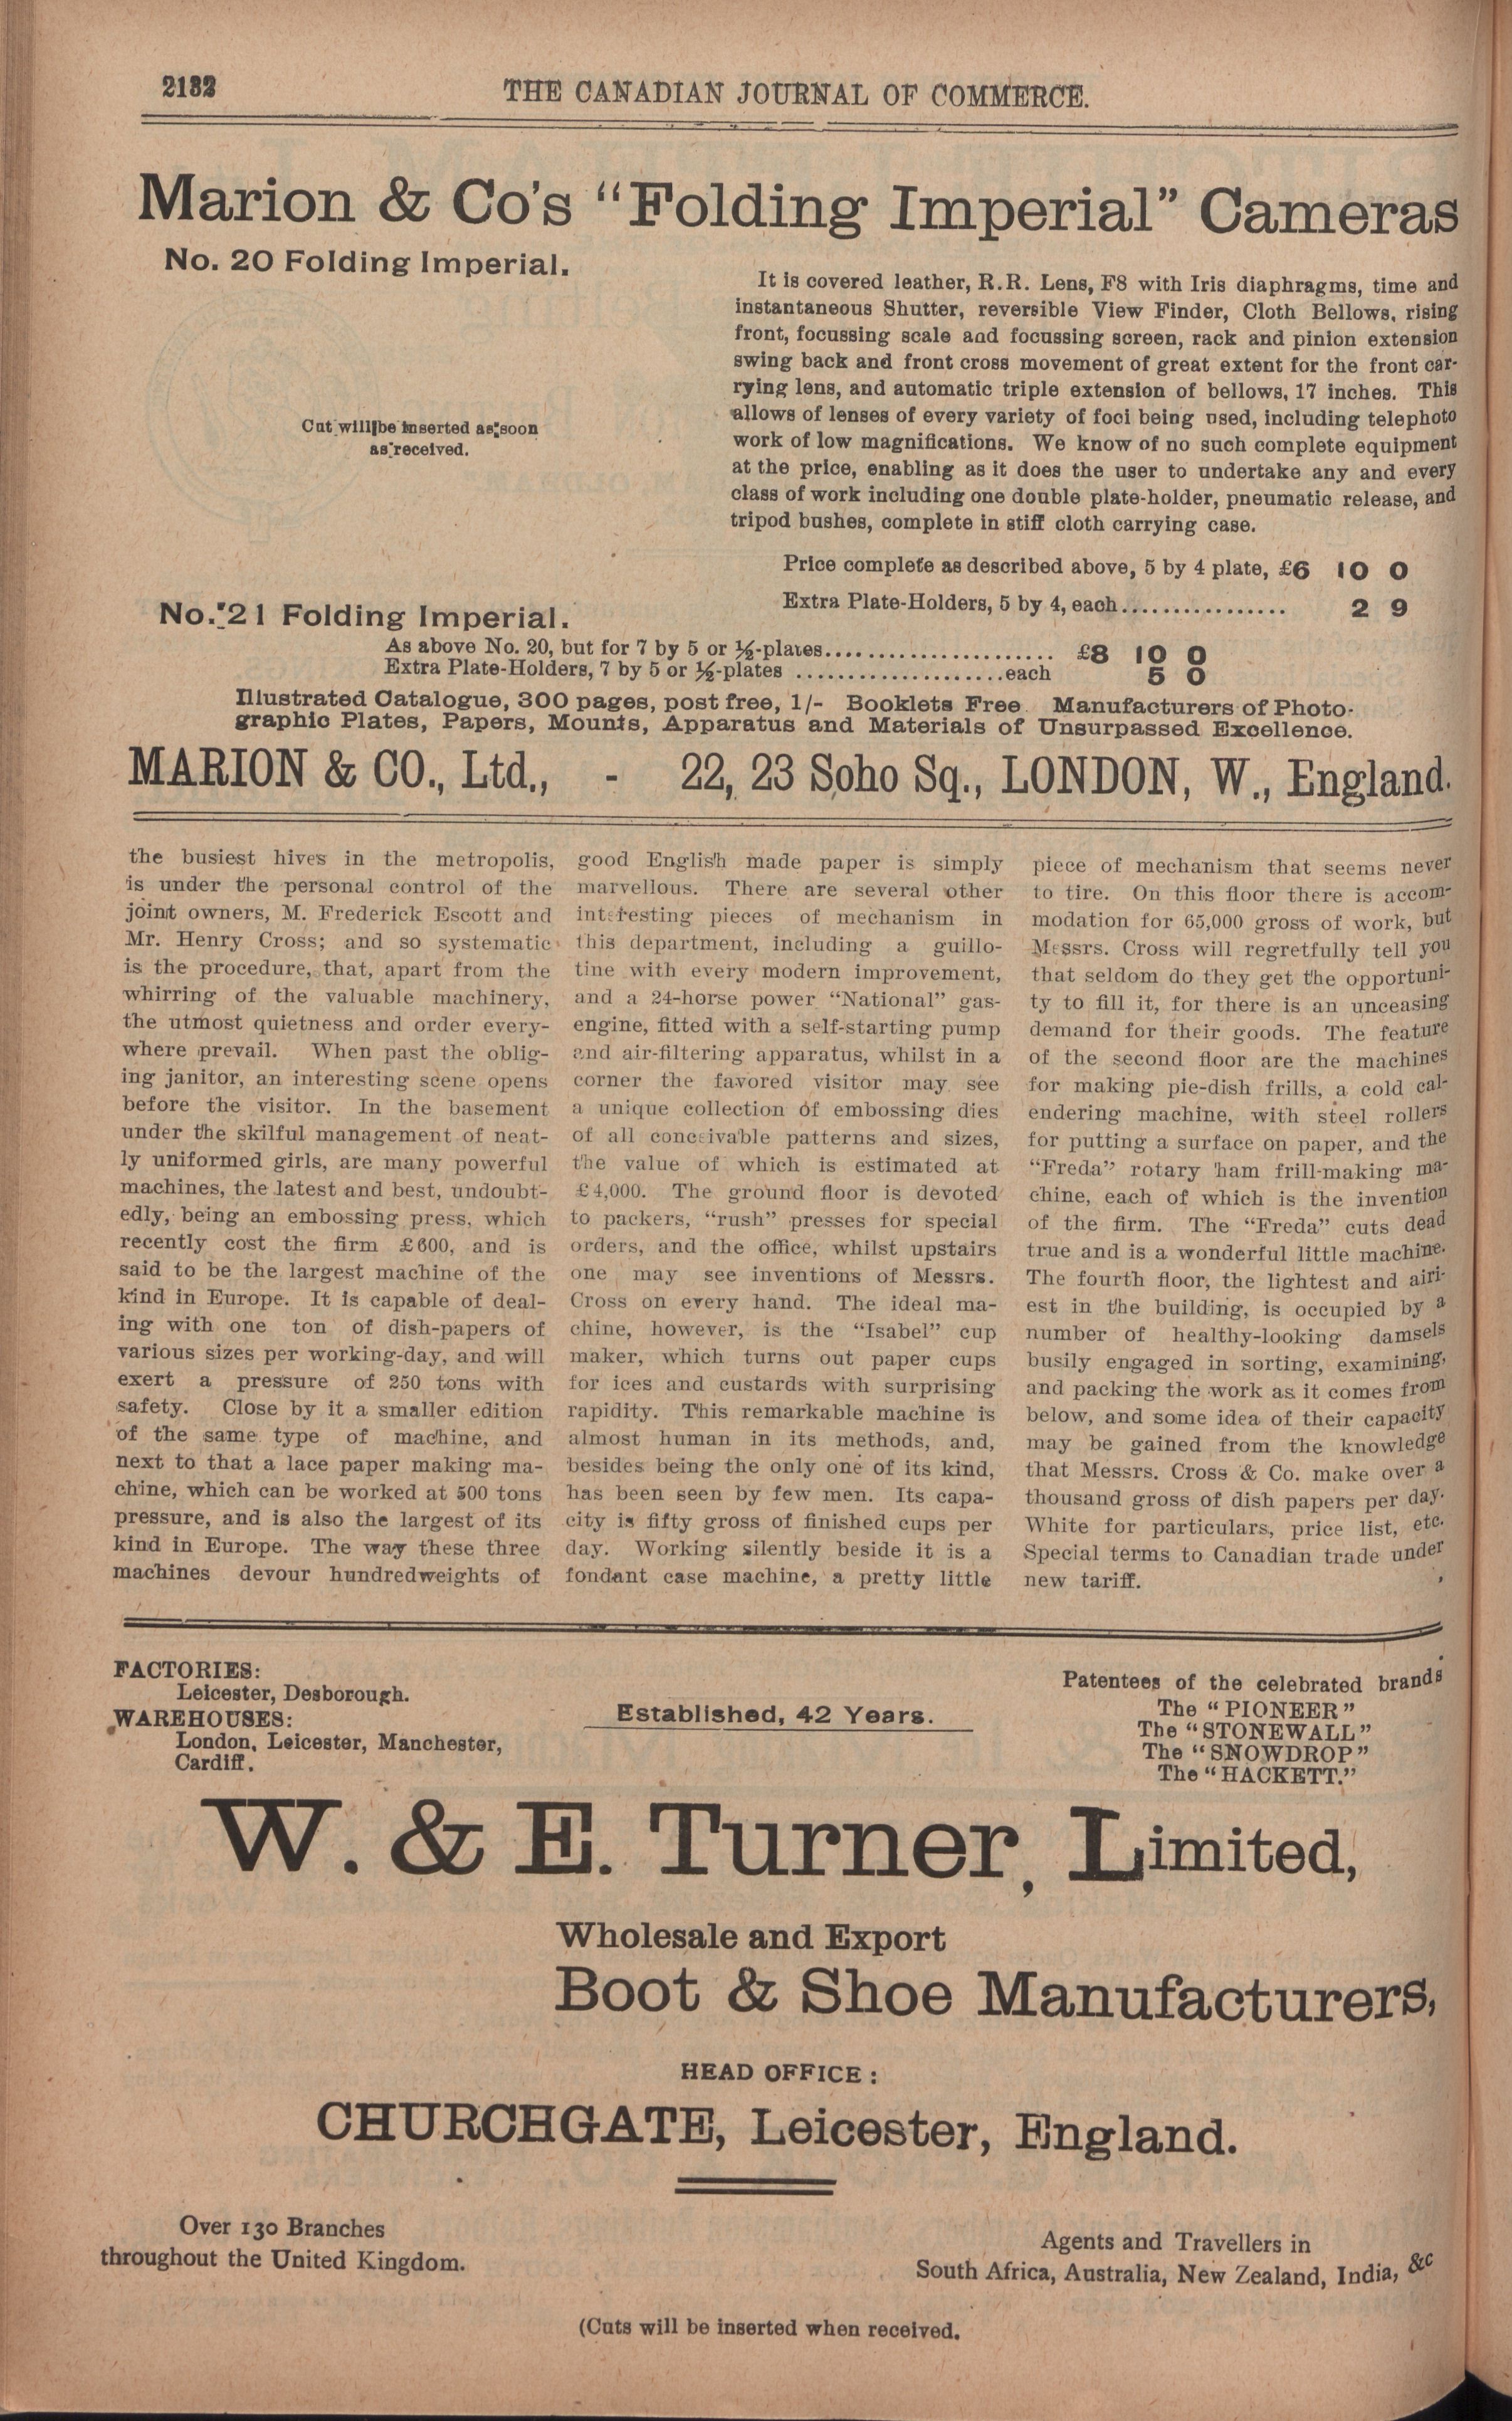 2132
THE CANADIAN JOURNAL OF COMMERCE.
Marion & Co's "Folding Imperial" Cameras
No. 20 Folding Imperial.
Cut will be inserted as soon
as received.
It is covered leather, R.R. Lens, F8 with Iris diaphragms, time and
instantaneous Shutter, reversible View Finder, Cloth Bellows, rising
front, focussing scale and focussing screen, rack and pinion extension
swing back and front cross movement of great extent for the front car-
rying lens, and automatic triple extension of bellows, 17 inches. This
allows of lenses of every variety of foci being used, including telephoto
work of low magnifications. We know of no such complete equipment
at the price, enabling as it does the user to undertake any and every
class of work including one double plate-holder, pneumatic release, and
tripod bushes, complete in stiff cloth carrying case.
Price complete as described above, 5 by 4 plate, £6 10 0
Extra Plate-Holders, 5 by 4, each................ 2 9
No. 21 Folding Imperial.
As above No. 20, but for 7 by 5 or ½-plates........................ £8 10 0
Extra Plate-Holders, 7 by 5 or ½-plates ....................each 5 0
Illustrated Catalogue, 300 pages, post free, 1/- Booklets Free. Manufacturers of Photo-
graphic Plates, Papers, Mounts, Apparatus and Materials of Unsurpassed Excellence.
MARION & CO., Ltd., - 22, 23 Soho Sq., LONDON, W., England.
the busiest hives in the metropolis,
is under the personal control of the
joint owners, M. Frederick Escott and
Mr. Henry Cross; and so systematic
is the procedure, that, apart from the
whirring of the valuable machinery,
the utmost quietness and order every-
where prevail. When past the oblig-
ing janitor, an interesting scene opens
before the visitor. In the basement
under the skilful management of neat-
ly uniformed girls, are many powerful
machines, the latest and best, undoubt-
edly, being an embossing press, which
recently cost the firm £600, and is
said to be the largest machine of the
kind in Europe. It is capable of deal-
ing with one ton of dish-papers of
various sizes per working-day, and will
exert a pressure of 250 tons with
safety. Close by it a smaller edition
of the same type of machine, and
next to that a lace paper making ma-
chine, which can be worked at 500 tons
pressure, and is also the largest of its
kind in Europe. The way these three
machines devour hundredweights of
good English made paper is simply
marvellous. There are several other
interesting pieces of mechanism in
this department, including a guillo-
tine with every modern improvement,
and a 24-horse power "National" gas-
engine, fitted with a self-starting pump
and air-filtering apparatus, whilst in a
corner the favored visitor may see
a unique collection of embossing dies
of all conceivable patterns and sizes,
the value of which is estimated at
£4,000. The ground floor is devoted
to packers, "rush" presses for special
orders, and the office, whilst upstairs
one may see inventions of Messrs.
Cross on every hand. The ideal ma-
chine, however, is the "Isabel" cup
maker, which turns out paper cups
for ices and custards with surprising
rapidity. This remarkable machine is
almost human in its methods, and,
besides being the only one of its kind,
has been seen by few men. Its capa-
city is fifty gross of finished cups per
day. Working silently beside it is a
fondant case machine, a pretty little
piece of mechanism that seems never
to tire. On this floor there is accom-
modation for 65,000 gross of work, but
Messrs. Cross will regretfully tell you
that seldom do they get the opportuni-
ty to fill it, for there is an unceasing
demand for their goods. The feature
of the second floor are the machines
for making pie-dish frills, a cold cal-
endering machine, with steel rollers
for putting a surface on paper, and the
"Freda" rotary ham frill-making ma-
chine, each of which is the invention
of the firm. The "Freda" cuts dead
true and is a wonderful little machine.
The fourth floor, the lightest and airi-
est in the building, is occupied by a
number of healthy-looking damsels
busily engaged in sorting, examining,
and packing the work as it comes from
below, and some idea of their capacity
may be gained from the knowledge
that Messrs. Cross & Co. make over a
thousand gross of dish papers per day.
White for particulars, price list, etc.
Special terms to Canadian trade under
new tariff.
FACTORIES:
Leicester, Desborough.
WAREHOUSES:
London, Leicester, Manchester,
Cardiff.
Established, 42 Years.
Patentees of the celebrated brands
The "PIONEER"
The "STONEWALL"
The "SNOWDROP"
The "HACKETT."
W. & E. Turner, Limited,
Wholesale and Export
Boot & Shoe Manufacturers,
HEAD OFFICE:
CHURCHGATE, Leicester, England.
Over 130 Branches
throughout the United Kingdom.
Agents and Travellers in
South Africa, Australia, New Zealand, India, &c
(Cuts will be inserted when received.